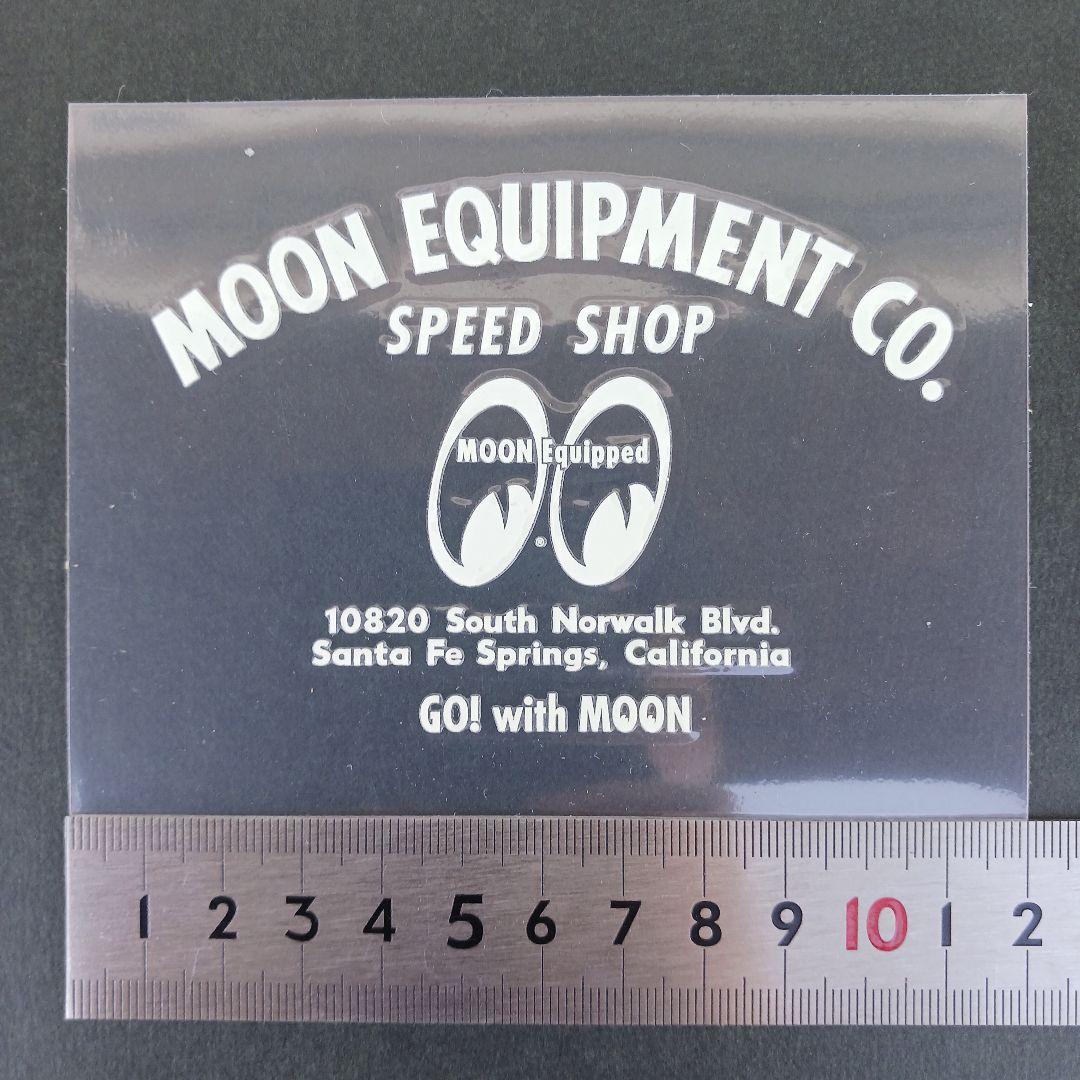 MOON EQUIPMENT CO.
SPEED SHOP
MOON Equipped
®
10820 South Norwalk Blvd.
Santa Fe Springs, California
GO! with MOON
1 2 3 4 5 6 7 8 9 10 1 2